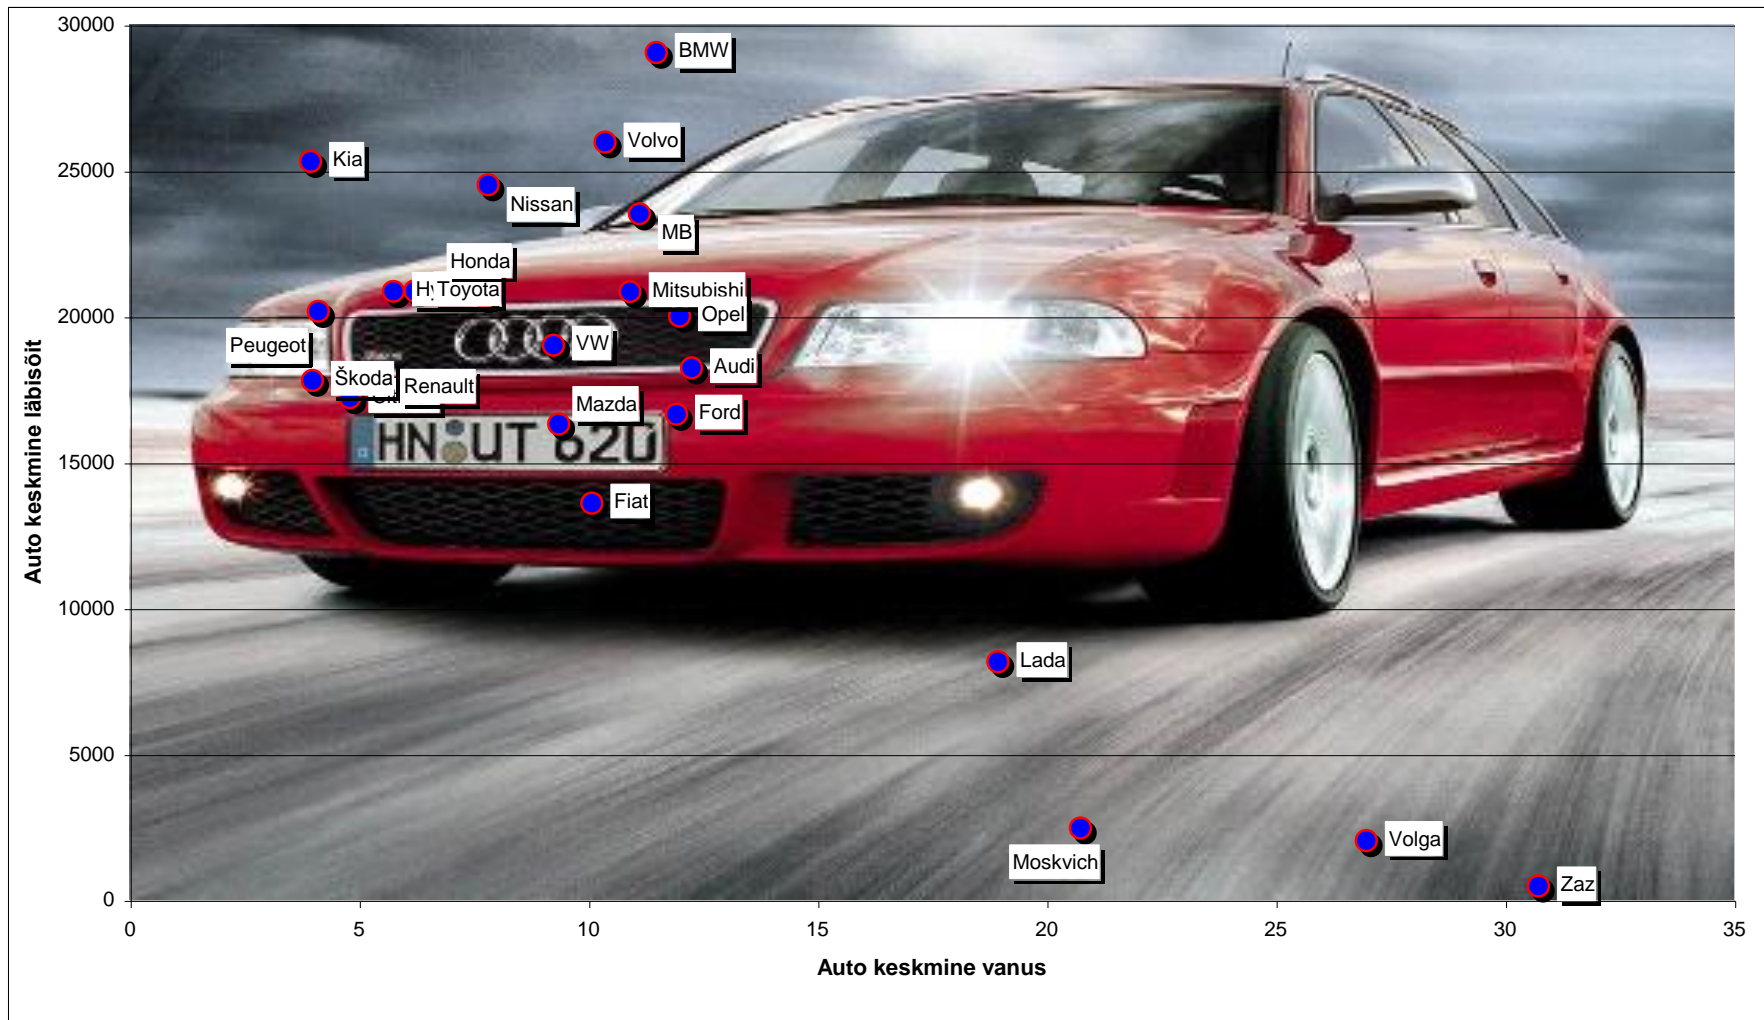 30000
25000
20000
15000
10000
5000
0
Auto keskmine läbisõit
BMW
Volvo
Kia
Nissan
MB
Honda
Toyota
Mitsubishi
Opel
Peugeot
VW
Audi
Škoda
Renault
Mazda
Ford
HN UT 620
Fiat
Lada
Moskvich
Volga
Zaz
0 5 10 15 20 25 30 35
Auto keskmine vanus